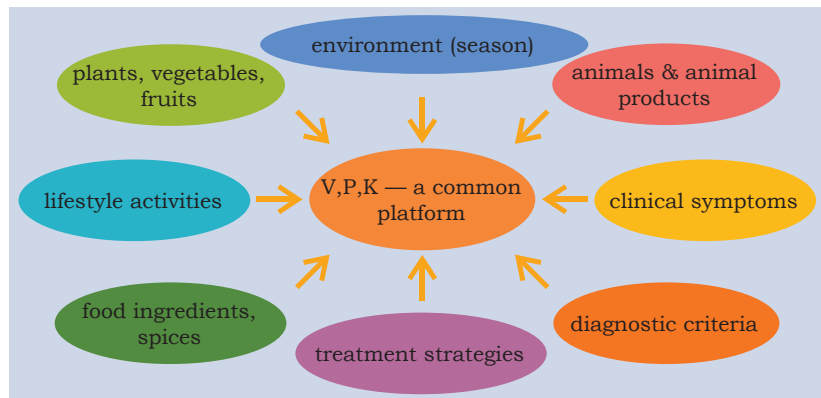 environment (season)
plants, vegetables,
fruits
animals & animal
products
V,P,K — a common
platform
lifestyle activities
clinical symptoms
food ingredients,
spices
diagnostic criteria
treatment strategies